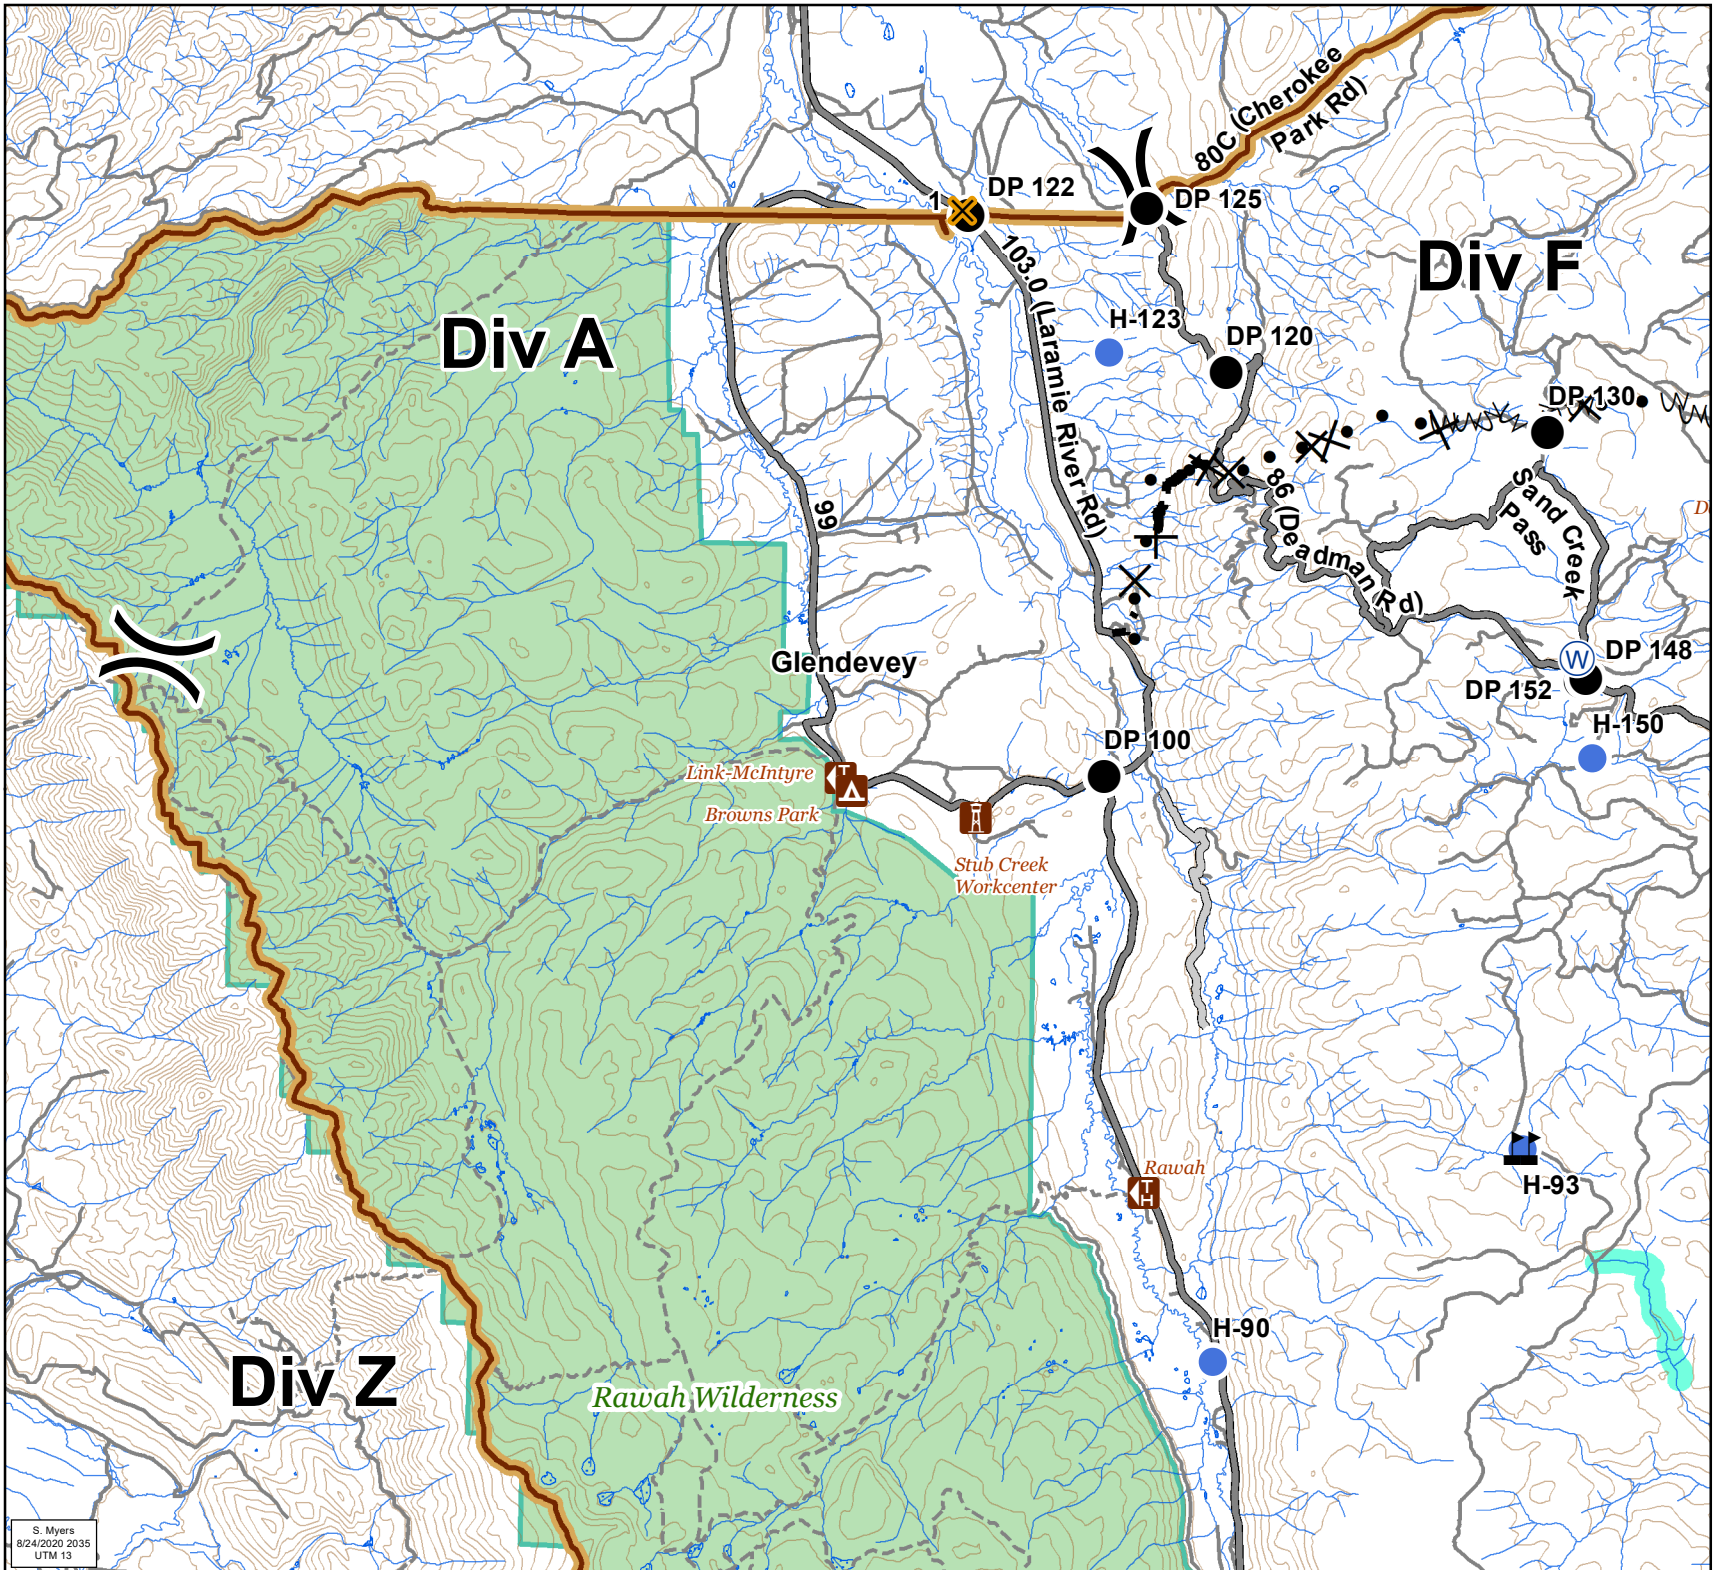 80C (Cherokee
Park Rd)
DP 122
1
DP 125
Div F
103.0 (Laramie River Rd)
H-123
DP 120
Div A
DP 130
99
86 (Deadman Rd)
Sand Creek
Pass
Glendevey
W
DP 148
DP 152
H-150
DP 100
Link-McIntyre
T
Browns Park
Stub Creek
Workcenter
Rawah
T
H
H-93
H-90
Div Z
Rawah Wilderness
S. Myers
8/24/2020 2035
UTM 13